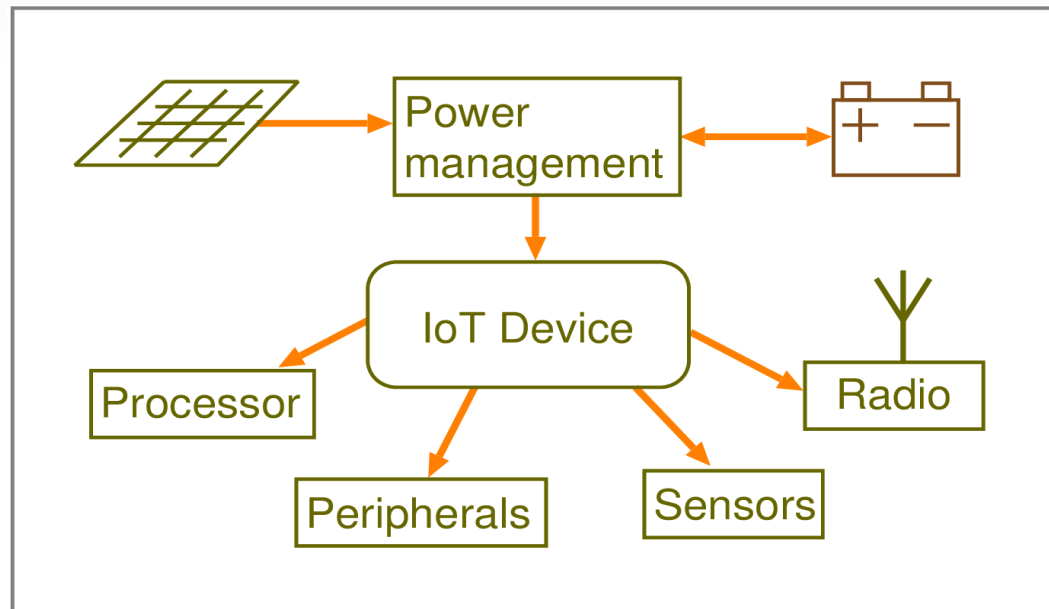 Power
management
+ −
IoT Device
Processor
Radio
Peripherals
Sensors